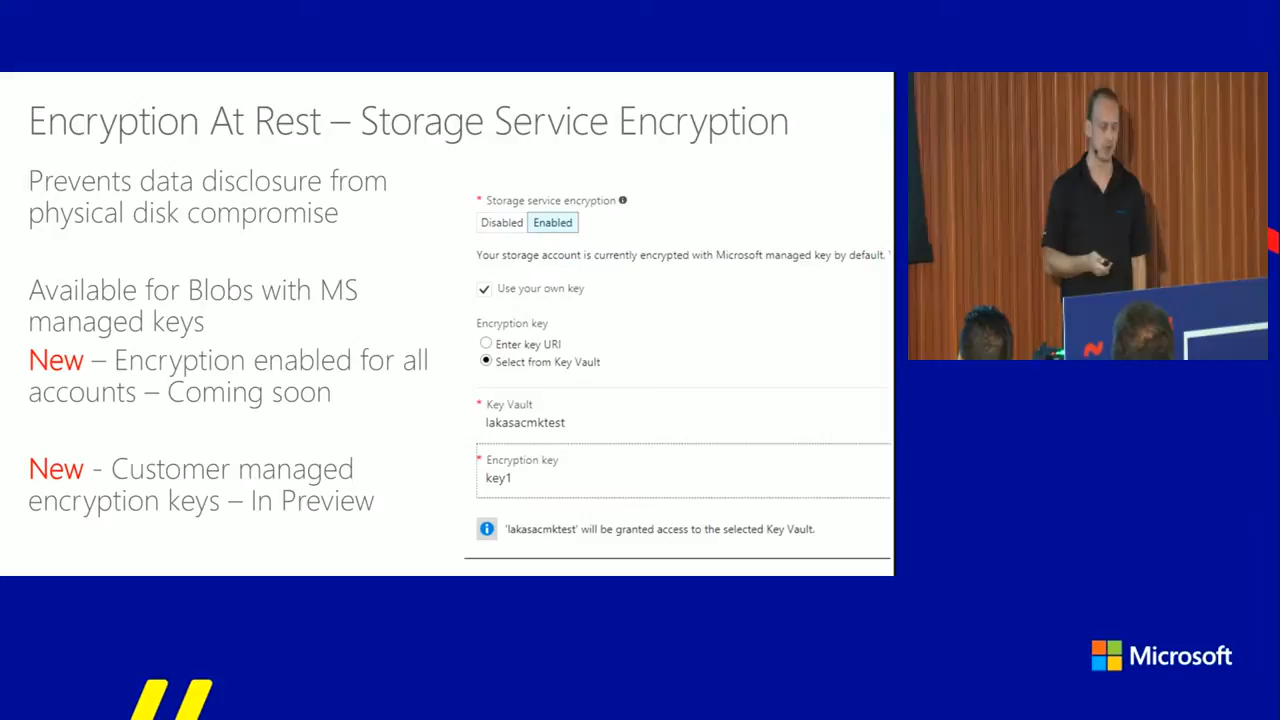 Encryption At Rest – Storage Service Encryption
Prevents data disclosure from
physical disk compromise
Available for Blobs with MS
managed keys
New – Encryption enabled for all
accounts – Coming soon
New - Customer managed
encryption keys – In Preview
* Storage service encryption
Disabled Enabled
Your storage account is currently encrypted with Microsoft managed key by default.
Use your own key
Encryption key
Enter key URI
Select from Key Vault
* Key Vault
lakasacmktest
* Encryption key
key1
'lakasacmktest' will be granted access to the selected Key Vault.
Microsoft